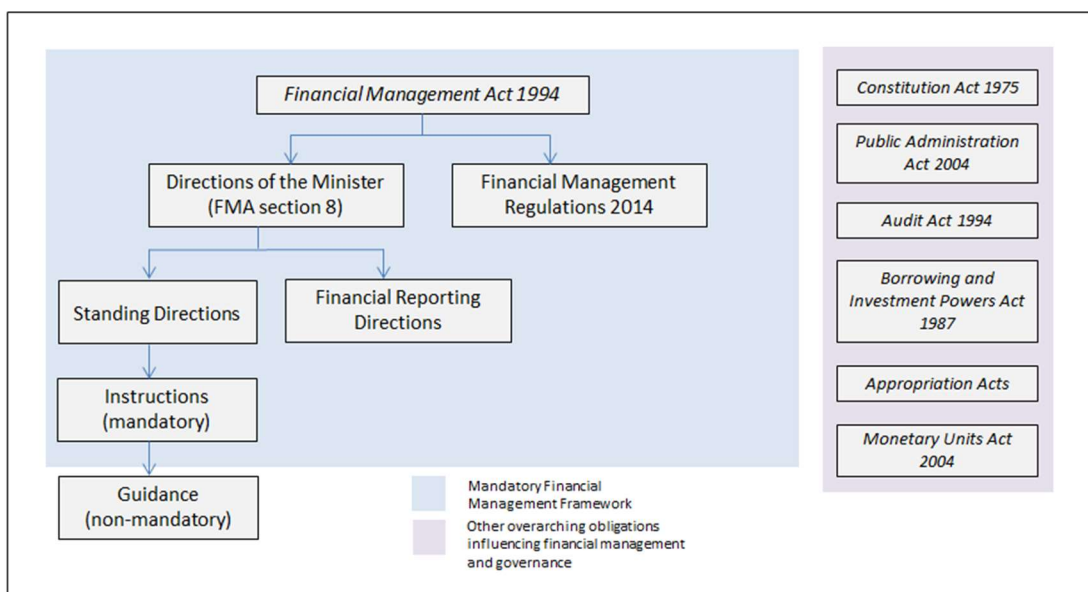 Financial Management Act 1994
Directions of the Minister
(FMA section 8)
Financial Management
Regulations 2014
Standing Directions
Financial Reporting
Directions
Instructions
(mandatory)
Guidance
(non-mandatory)
Constitution Act 1975
Public Administration
Act 2004
Audit Act 1994
Borrowing and
Investment Powers Act
1987
Appropriation Acts
Monetary Units Act
2004
Mandatory Financial
Management Framework
Other overarching obligations
influencing financial management
and governance